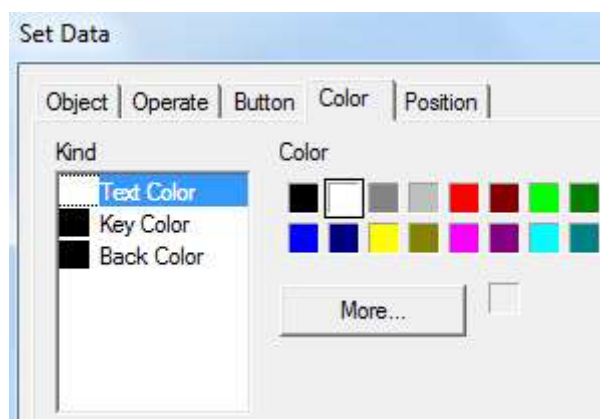 Set Data
Object Operate Button Color Position
Kind Color
Text Color
Key Color
Back Color
More...